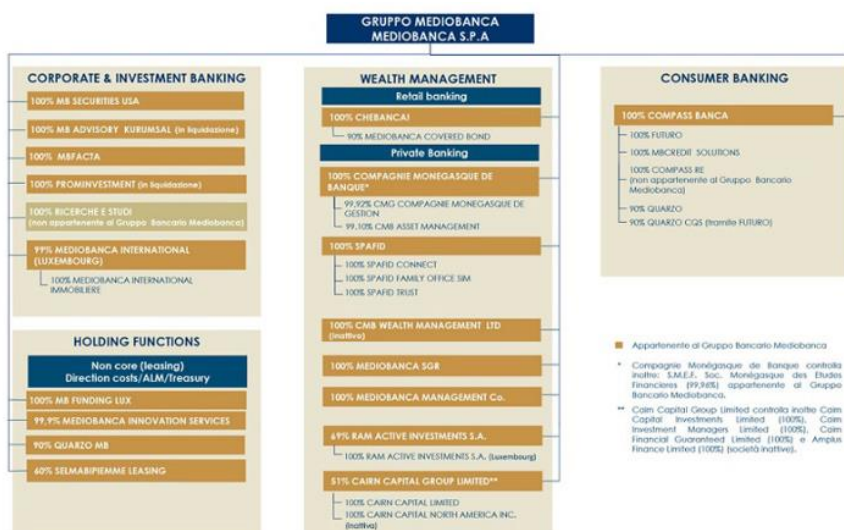 GRUPPO MEDIOBANCA
MEDIOBANCA S.P.A
CORPORATE & INVESTMENT BANKING
100% MB SECURITIES USA
100% MB ADVISORY KURUMSAL (in liquidazione)
100% MBFACTA
100% PROMINVESTMENT (in liquidazione)
100% RICERCHE E STUDI
(non appartenente al Gruppo Bancario Mediobanca)
99% MEDIOBANCA INTERNATIONAL
(LUXEMBOURG)
100% MEDIOBANCA INTERNATIONAL
IMMOBILIERE
HOLDING FUNCTIONS
Non core (leasing)
Direction costs/ALM/Treasury
100% MB FUNDING LUX
99,9% MEDIOBANCA INNOVATION SERVICES
90% QUARZO MB
60% SELMABIPIEMME LEASING
WEALTH MANAGEMENT
Retail banking
100% CHEBANCA!
90% MEDIOBANCA COVERED BOND
Private Banking
100% COMPAGNIE MONEGASQUE DE
BANQUE*
99,92% CMG COMPAGNIE MONEGASQUE DE
GESTION
99,10% CMB ASSET MANAGEMENT
100% SPAFID
100% SPAFID CONNECT
100% SPAFID FAMILY OFFICE SIM
100% SPAFID TRUST
100% CMB WEALTH MANAGEMENT LTD
(inattiva)
100% MEDIOBANCA SGR
100% MEDIOBANCA MANAGEMENT Co.
69% RAM ACTIVE INVESTMENTS S.A.
100% RAM ACTIVE INVESTMENTS S.A. (Luxembourg)
51% CAIRN CAPITAL GROUP LIMITED**
100% CAIRN CAPITAL LIMITED
100% CAIRN CAPITAL NORTH AMERICA INC.
(inattiva)
CONSUMER BANKING
100% COMPASS BANCA
100% FUTURO
100% MBCREDIT SOLUTIONS
100% COMPASS RE
(non appartenente al Gruppo Bancario
Mediobanca)
90% QUARZO
90% QUARZO CQS (tramite FUTURO)
Appartenente al Gruppo Bancario Mediobanca
* Compagnie Monégasque de Banque controlla
inoltre: S.M.E.F. Soc. Monégasque des Etudes
Financieres (99,96%) appartenente al Gruppo
Bancario Mediobanca.
** Cairn Capital Group Limited controlla inoltre Cairn
Capital Investments Limited (100%), Cairn
Investment Managers Limited (100%), Cairn
Financial Guaranteed Limited (100%) e Amplus
Finance Limited (100%) (società inattive).